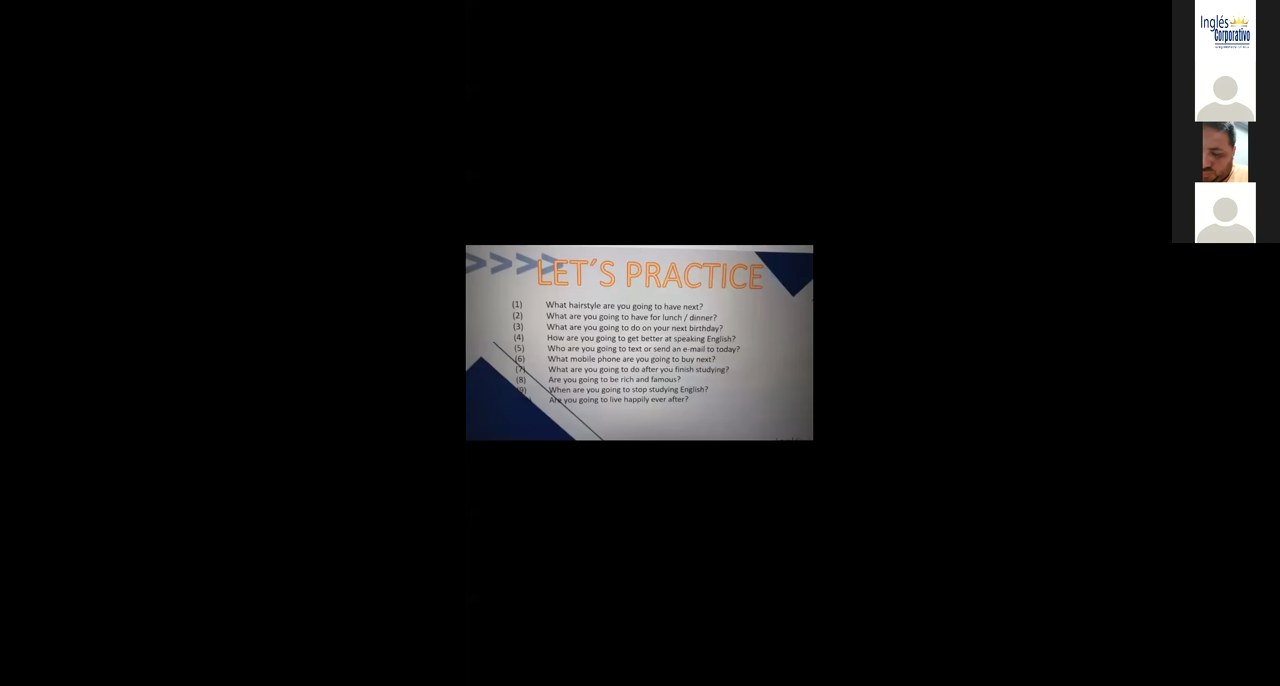 Inglés
Corporativo
>>>> LET´S PRACTICE
(1) What hairstyle are you going to have next?
(2) What are you going to have for lunch / dinner?
(3) What are you going to do on your next birthday?
(4) How are you going to get better at speaking English?
(5) Who are you going to text or send an e-mail to today?
(6) What mobile phone are you going to buy next?
(7) What are you going to do after you finish studying?
(8) Are you going to be rich and famous?
(9) When are you going to stop studying English?
Are you going to live happily ever after?